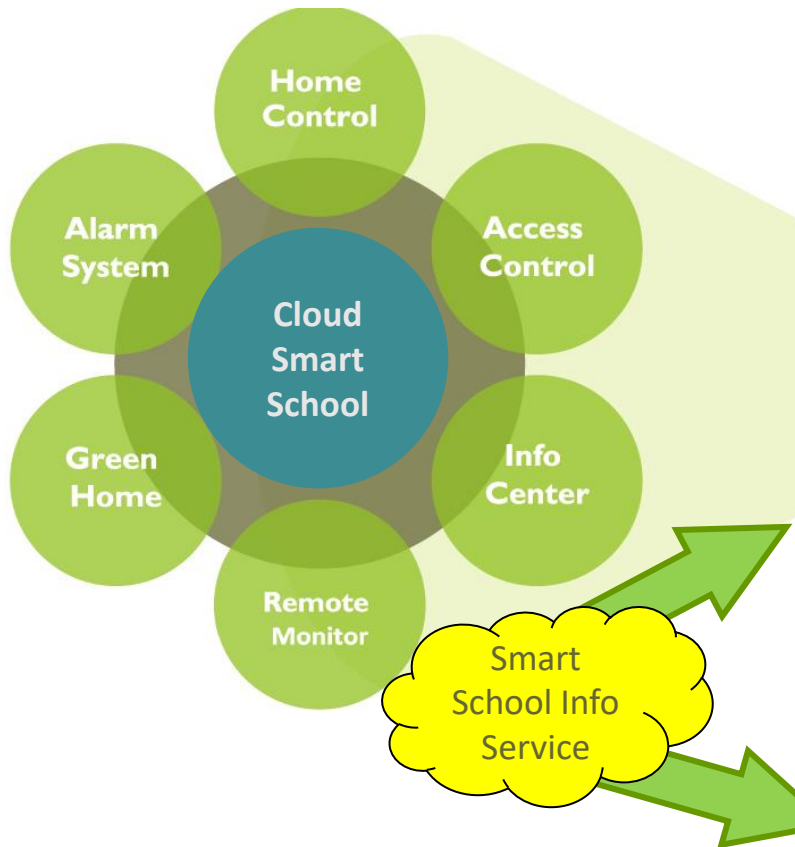 Home
Control
Alarm
System
Access
Control
Cloud
Smart
School
Green
Home
Info
Center
Remote
Monitor
Smart
School Info
Service